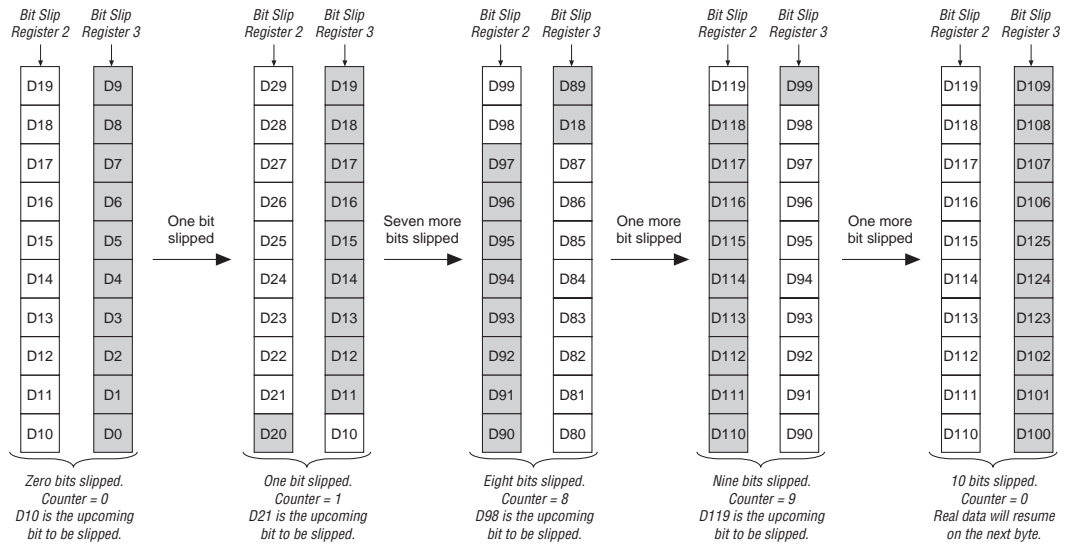 Bit Slip Register 2
Bit Slip Register 3
D19 D9
D18 D8
D17 D7
D16 D6
D15 D5
D14 D4
D13 D3
D12 D2
D11 D1
D10 D0
Zero bits slipped.
Counter = 0
D10 is the upcoming
bit to be slipped.
One bit
slipped
Bit Slip Register 2
Bit Slip Register 3
D29 D19
D28 D18
D27 D17
D26 D16
D25 D15
D24 D14
D23 D13
D22 D12
D21 D11
D20 D10
One bit slipped.
Counter = 1
D21 is the upcoming
bit to be slipped.
Seven more
bits slipped
Bit Slip Register 2
Bit Slip Register 3
D99 D89
D98 D18
D97 D87
D96 D86
D95 D85
D94 D84
D93 D83
D92 D82
D91 D81
D90 D80
Eight bits slipped.
Counter = 8
D98 is the upcoming
bit to be slipped.
One more
bit slipped
Bit Slip Register 2
Bit Slip Register 3
D119 D99
D118 D98
D117 D97
D116 D96
D115 D95
D114 D94
D113 D93
D112 D92
D111 D91
D110 D90
Nine bits slipped.
Counter = 9
D119 is the upcoming
bit to be slipped.
One more
bit slipped
Bit Slip Register 2
Bit Slip Register 3
D119 D109
D118 D108
D117 D107
D116 D106
D115 D125
D114 D124
D113 D123
D112 D102
D111 D101
D110 D100
10 bits slipped.
Counter = 0
Real data will resume
on the next byte.